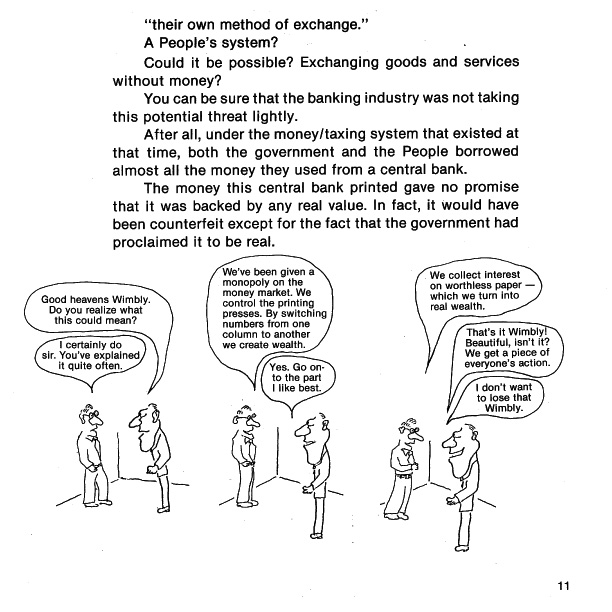 "their own method of exchange."
A People's system?
Could it be possible? Exchanging goods and services
without money?
You can be sure that the banking industry was not taking
this potential threat lightly.
After all, under the money/taxing system that existed at
that time, both the government and the People borrowed
almost all the money they used from a central bank.
The money this central bank printed gave no promise
that it was backed by any real value. In fact, it would have
been counterfeit except for the fact that the government had
proclaimed it to be real.
Good heavens Wimbly.
Do you realize what
this could mean?
I certainly do
sir. You've explained
it quite often.
We've been given a
monopoly on the
money market. We
control the printing
presses. By switching
numbers from one
column to another
we create wealth.
Yes. Go on-
to the part
I like best.
We collect interest
on worthless paper —
which we turn into
real wealth.
That's it Wimbly!
Beautiful, isn't it?
We get a piece of
everyone's action.
I don't want
to lose that
Wimbly.
11